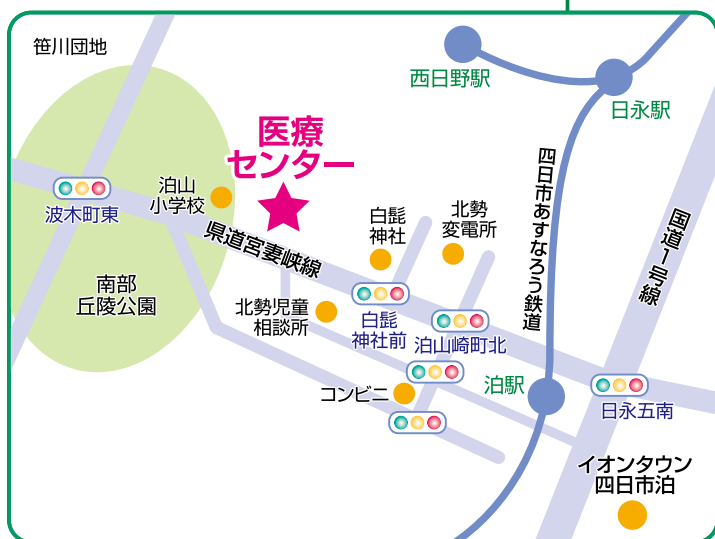 笹川団地
西日野駅
日永駅
医療
センター
泊山
小学校
波木町東
白髭
神社
北勢
変電所
四日市あすなろう鉄道
国道1号線
県道宮妻峡線
南部
丘陵公園
北勢児童
相談所
白髭
神社前
泊山崎町北
コンビニ
泊駅
日永五南
イオンタウン
四日市泊